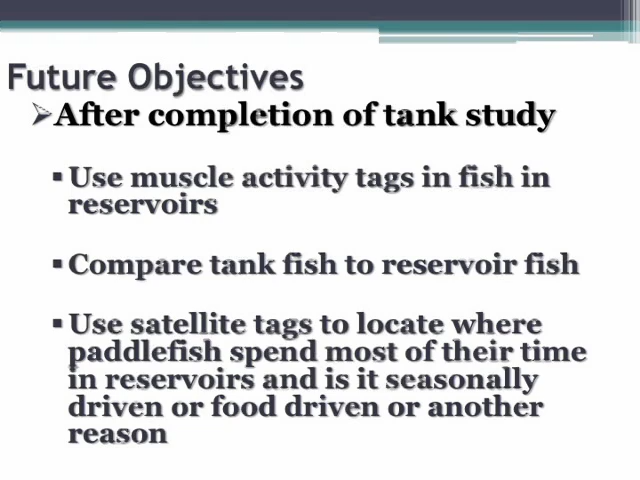 Future Objectives
➢After completion of tank study
▪Use muscle activity tags in fish in
reservoirs
▪Compare tank fish to reservoir fish
▪Use satellite tags to locate where
paddlefish spend most of their time
in reservoirs and is it seasonally
driven or food driven or another
reason